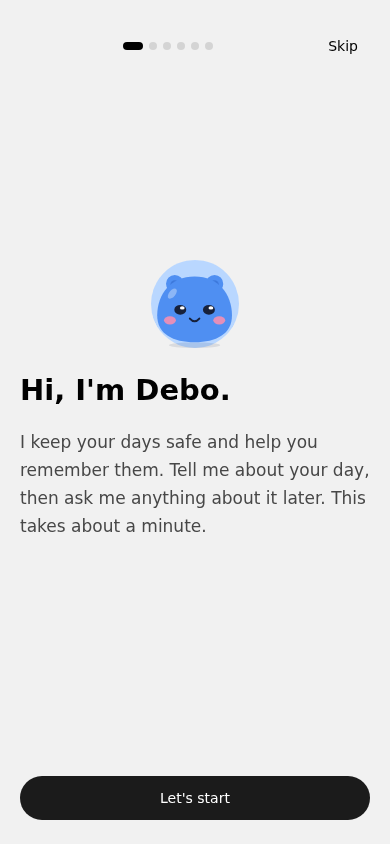 Skip
Hi, I'm Debo.
I keep your days safe and help you
remember them. Tell me about your day,
then ask me anything about it later. This
takes about a minute.
Let's start